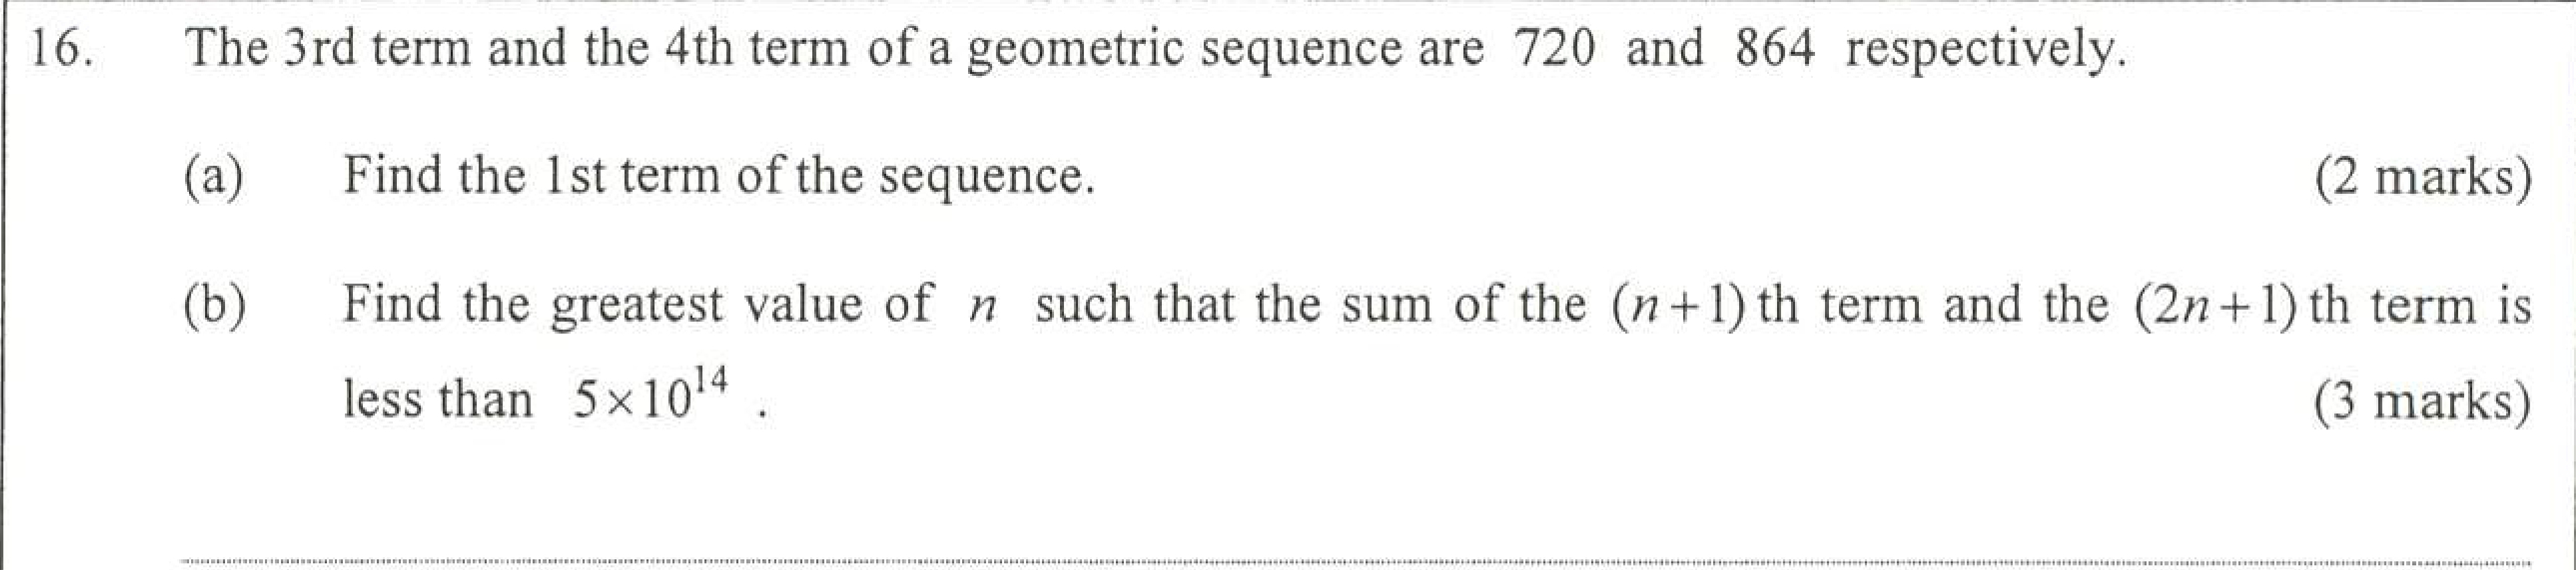 16. The 3rd term and the 4th term of a geometric sequence are 720 and 864 respectively.
(a) Find the 1st term of the sequence. (2 marks)
(b) Find the greatest value of n such that the sum of the (n+1)th term and the (2n+1)th term is
less than 5×10¹⁴ . (3 marks)